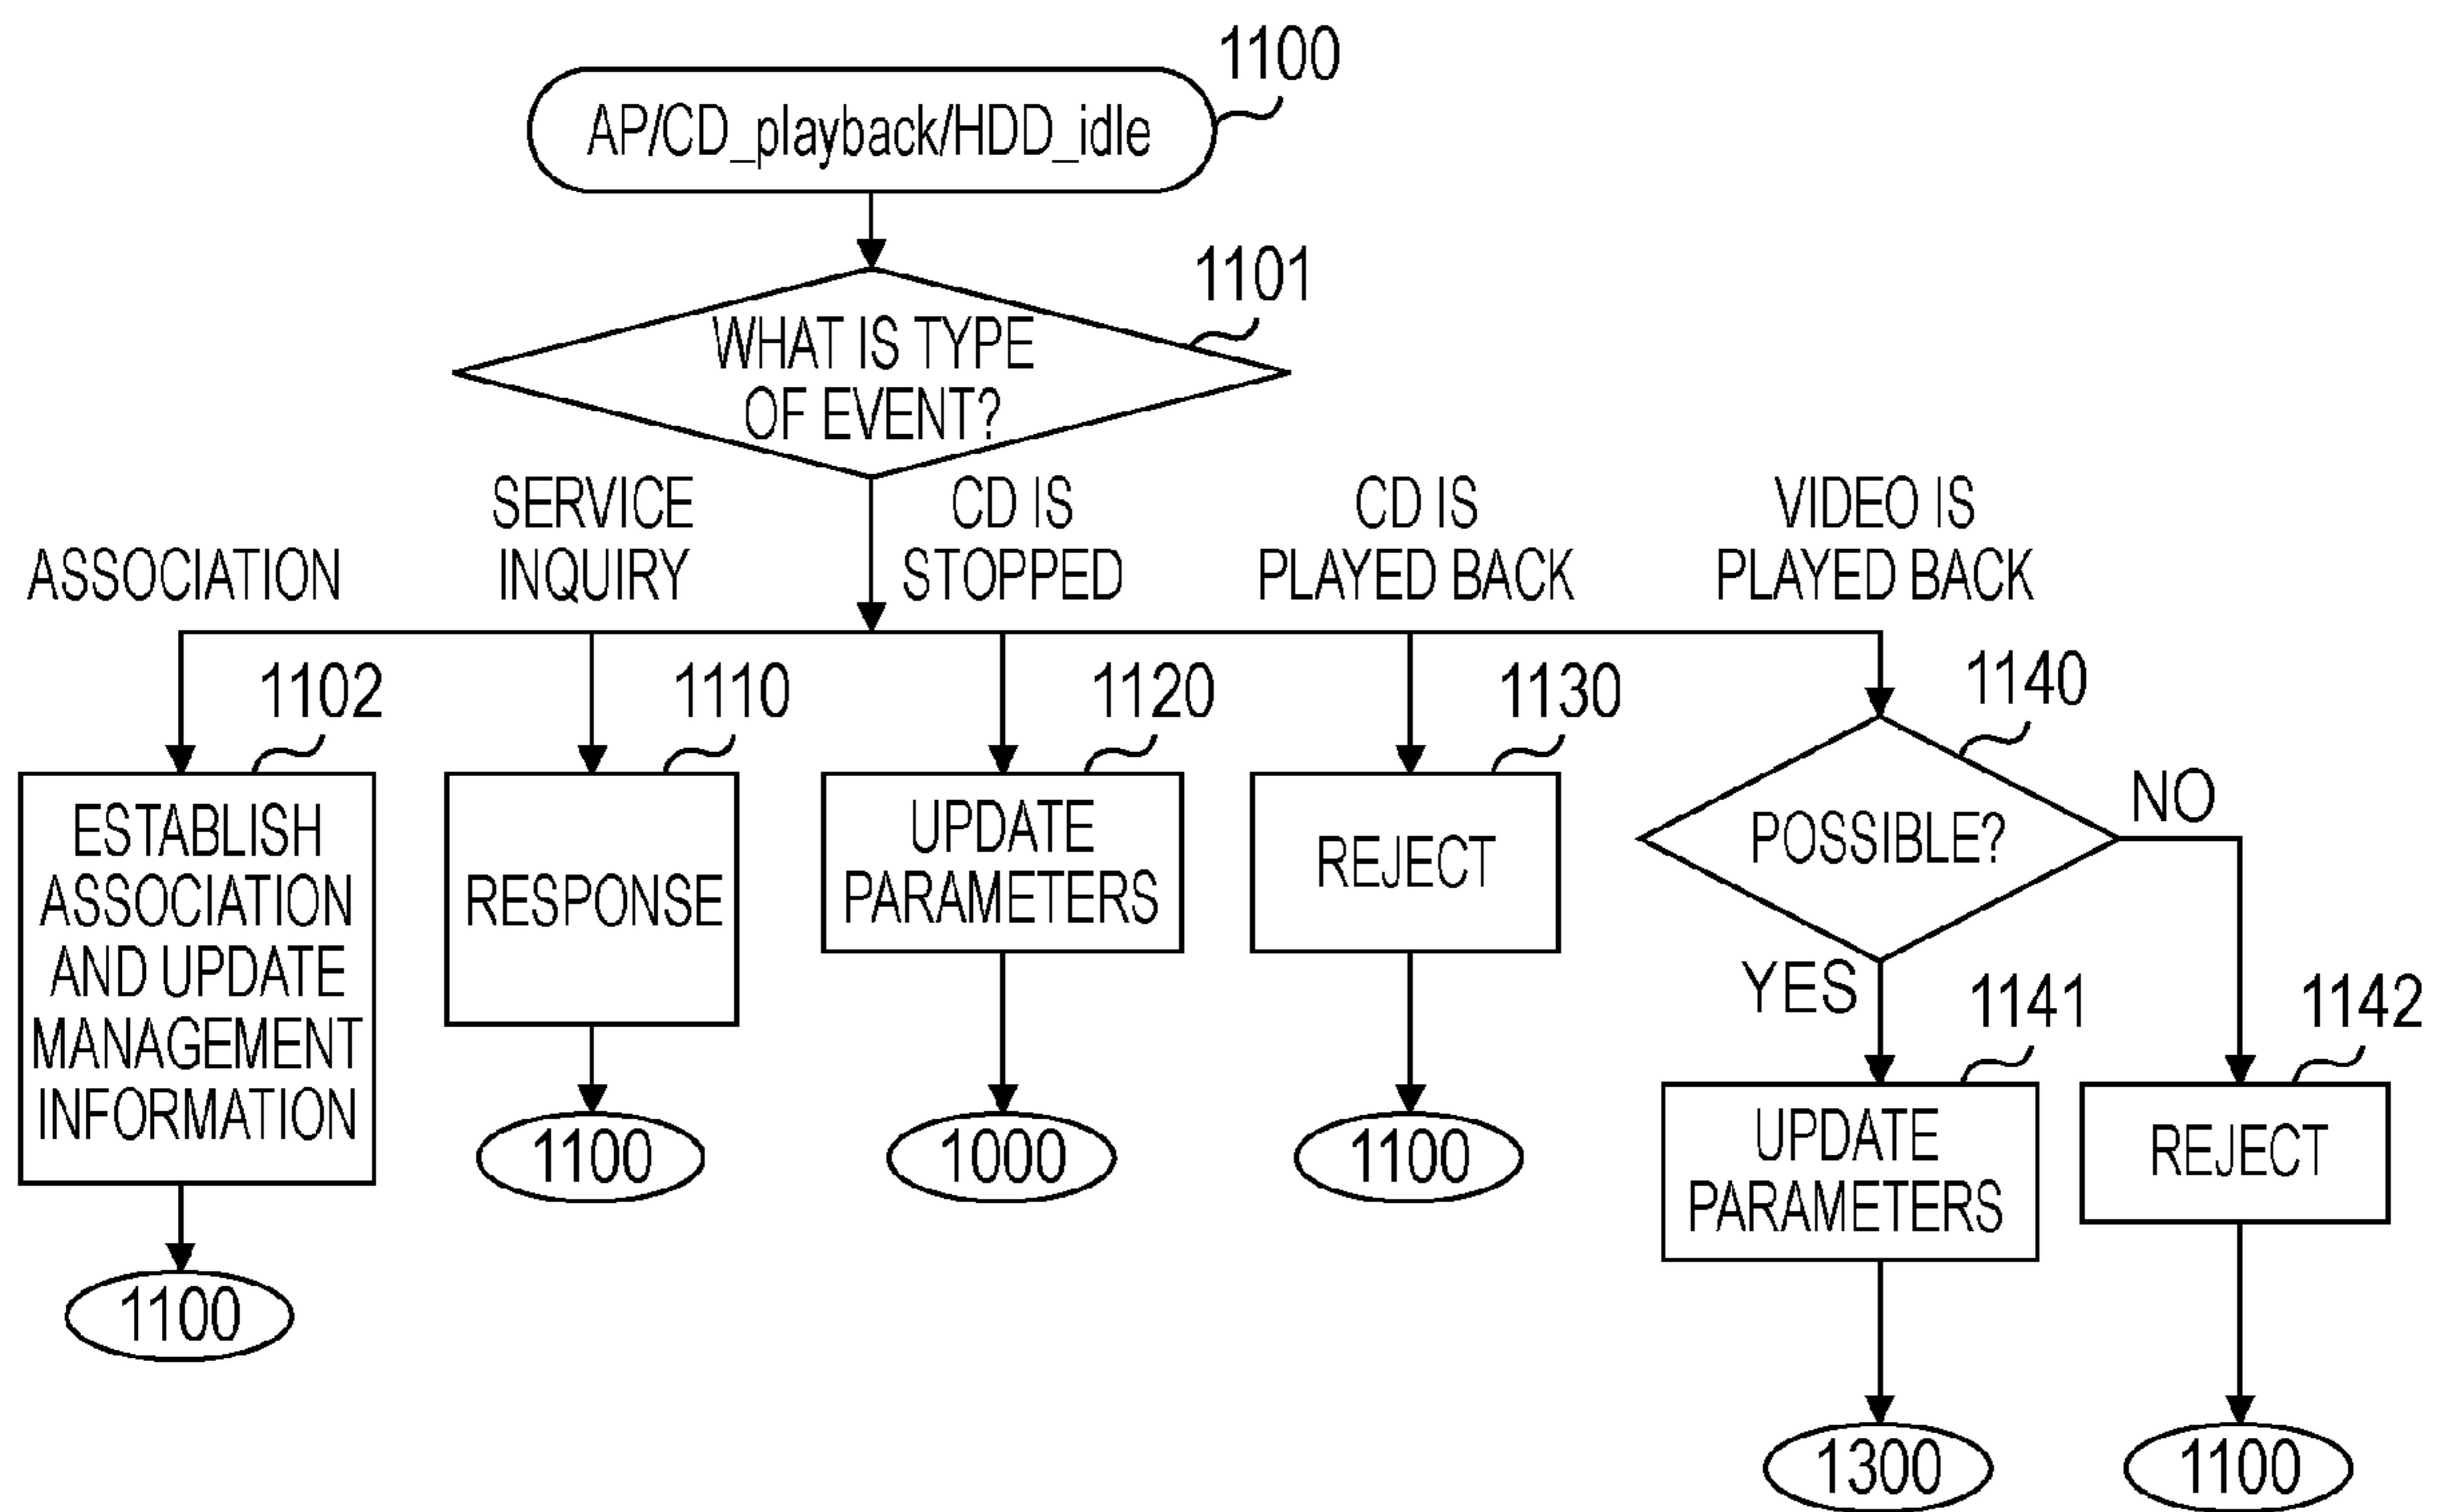 1100
AP/CD_playback/HDD_idle
1101
WHAT IS TYPE
OF EVENT?
ASSOCIATION
SERVICE
INQUIRY
CD IS
STOPPED
CD IS
PLAYED BACK
VIDEO IS
PLAYED BACK
1102
ESTABLISH
ASSOCIATION
AND UPDATE
MANAGEMENT
INFORMATION
1100
1110
RESPONSE
1100
1120
UPDATE
PARAMETERS
1000
1130
REJECT
1100
1140
POSSIBLE?
NO
YES
1141
UPDATE
PARAMETERS
1300
1142
REJECT
1100